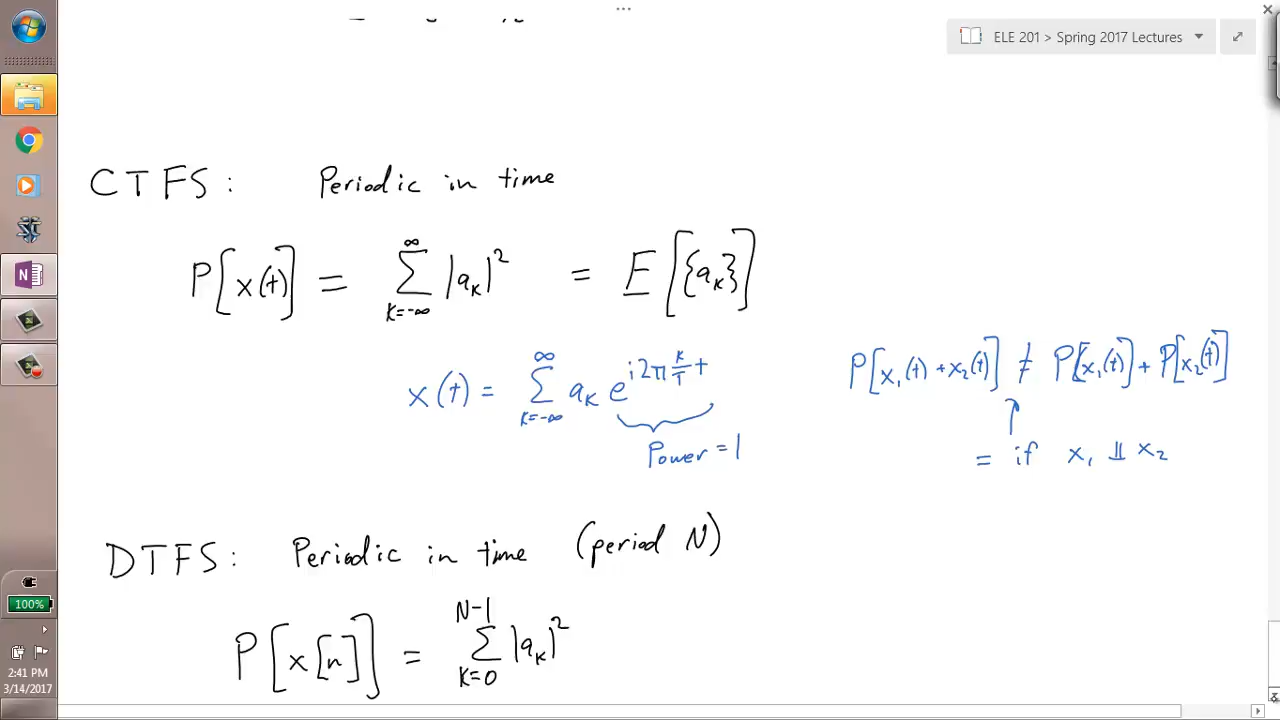 ELE 201 > Spring 2017 Lectures
CTFS: Periodic in time
P[x(t)] = ∑_{k=-∞}^{∞} |a_k|² = E[{a_k}]
x(t) = ∑_{k=-∞}^{∞} a_k e^{i2π k/T t}
Power = 1
P[x₁(t) + x₂(t)] ≠ P[x₁(t)] + P[x₂(t)]
↑
= if x₁ ⫫ x₂
DTFS: Periodic in time (period N)
P[x[n]] = ∑_{k=0}^{N-1} |a_k|²
100%
2:41 PM
3/14/2017